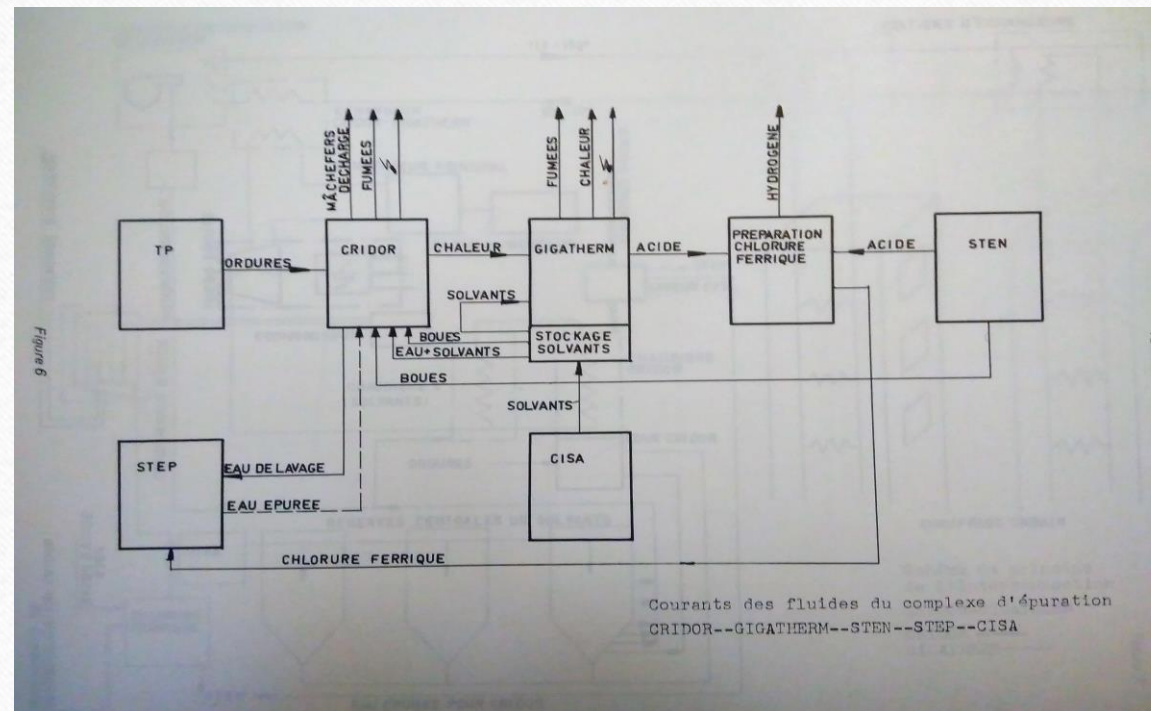 MÂCHEFERS
DECHARGE
FUMEES
FUMEES
CHALEUR
HYDROGENE
TP
ORDURES
CRIDOR
CHALEUR
GIGATHERM
ACIDE
PREPARATION
CHLORURE
FERRIQUE
ACIDE
STEN
SOLVANTS
BOUES
EAU+SOLVANTS
STOCKAGE
SOLVANTS
BOUES
SOLVANTS
STEP
EAU DE LAVAGE
EAU EPUREE
CISA
CHLORURE FERRIQUE
Courants des fluides du complexe d'épuration
CRIDOR--GIGATHERM--STEN--STEP--CISA
Figure 6